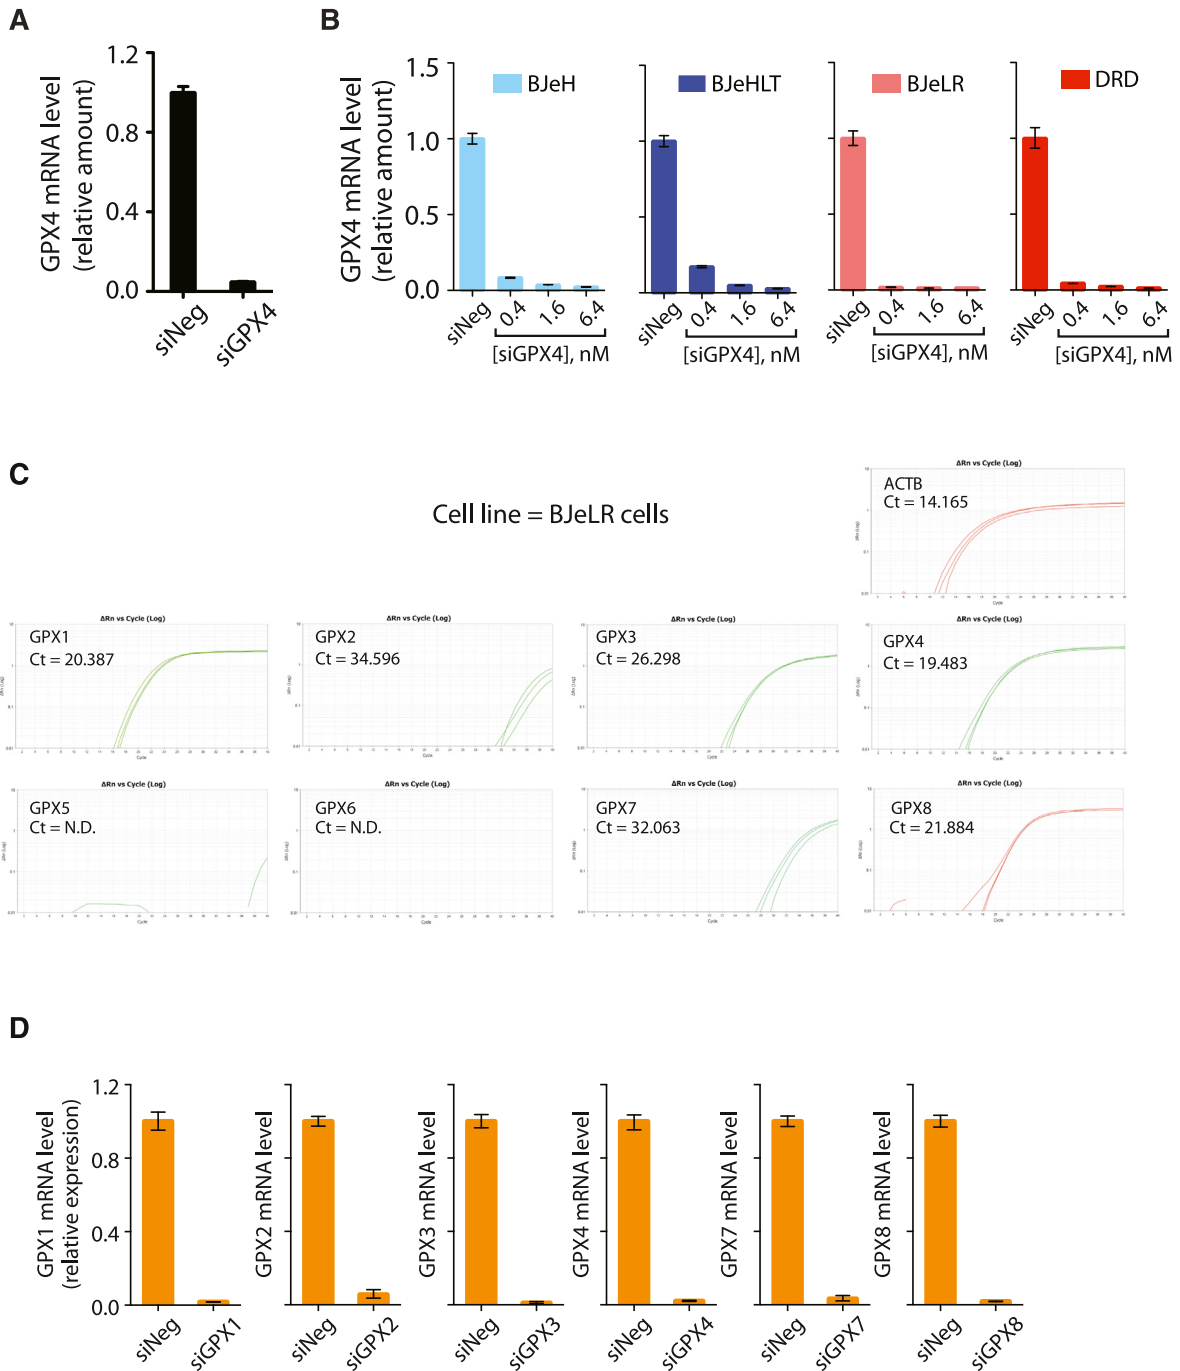 A
GPX4 mRNA level
(relative amount)
1.2
0.8
0.4
0.0
siNeg
siGPX4
B
GPX4 mRNA level
(relative amount)
1.5
1.0
0.5
0.0
BJeH
siNeg
0.4
1.6
6.4
[siGPX4], nM
BJeHLT
siNeg
0.4
1.6
6.4
[siGPX4], nM
BJeLR
siNeg
0.4
1.6
6.4
[siGPX4], nM
DRD
siNeg
0.4
1.6
6.4
[siGPX4], nM
C
Cell line = BJeLR cells
ΔRn vs Cycle (Log)
ACTB
Ct = 14.165
Cycle
ΔRn vs Cycle (Log)
GPX1
Ct = 20.387
Cycle
ΔRn vs Cycle (Log)
GPX2
Ct = 34.596
Cycle
ΔRn vs Cycle (Log)
GPX3
Ct = 26.298
Cycle
ΔRn vs Cycle (Log)
GPX4
Ct = 19.483
Cycle
ΔRn vs Cycle (Log)
GPX5
Ct = N.D.
Cycle
ΔRn vs Cycle (Log)
GPX6
Ct = N.D.
Cycle
ΔRn vs Cycle (Log)
GPX7
Ct = 32.063
Cycle
ΔRn vs Cycle (Log)
GPX8
Ct = 21.884
Cycle
D
GPX1 mRNA level
(relative expression)
1.2
0.8
0.4
0.0
siNeg
siGPX1
GPX2 mRNA level
siNeg
siGPX2
GPX3 mRNA level
siNeg
siGPX3
GPX4 mRNA level
siNeg
siGPX4
GPX7 mRNA level
siNeg
siGPX7
GPX8 mRNA level
siNeg
siGPX8